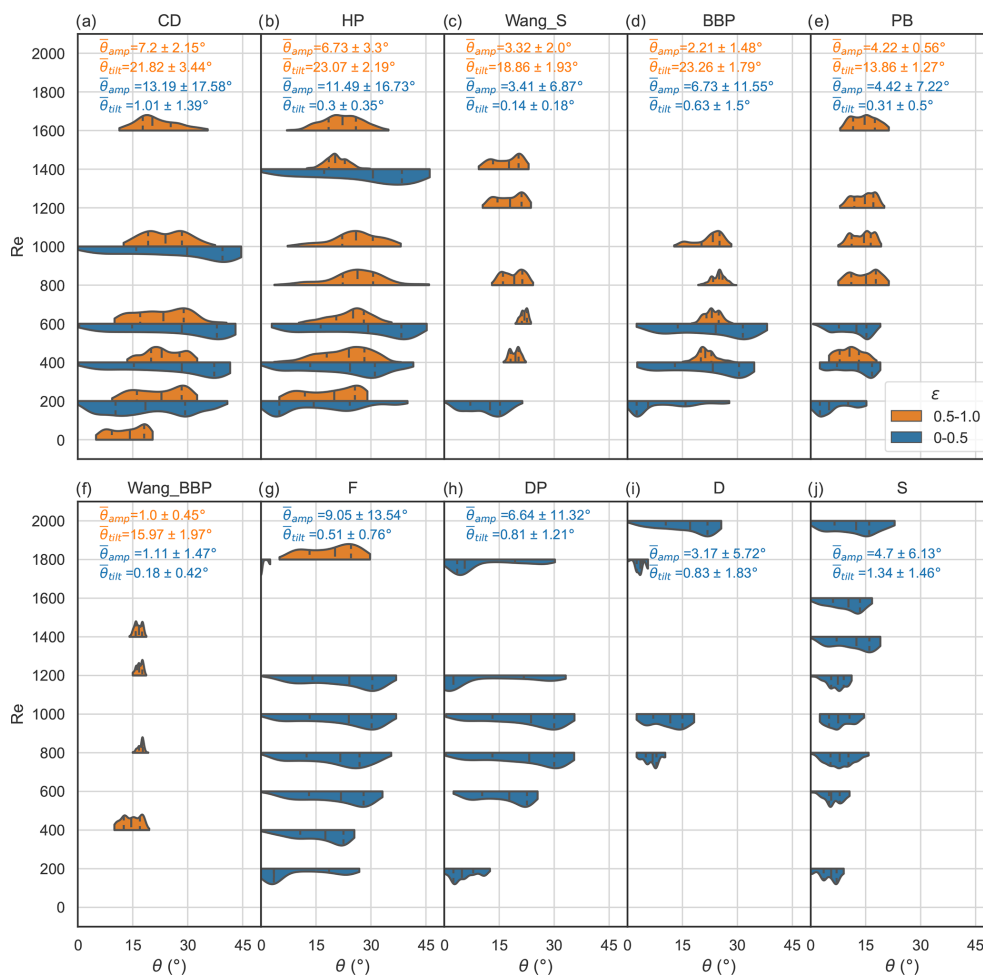 (a) CD
(b) HP
(c) Wang_S
(d) BBP
(e) PB
2000
1800
1600
1400
1200
1000
800
600
400
200
0
Re
θ̅amp=7.2 ± 2.15°
θ̅tilt=21.82 ± 3.44°
θ̅amp=13.19 ± 17.58°
θ̅tilt=1.01 ± 1.39°
θ̅amp=6.73 ± 3.3°
θ̅tilt=23.07 ± 2.19°
θ̅amp=11.49 ± 16.73°
θ̅tilt=0.3 ± 0.35°
θ̅amp=3.32 ± 2.0°
θ̅tilt=18.86 ± 1.93°
θ̅amp=3.41 ± 6.87°
θ̅tilt=0.14 ± 0.18°
θ̅amp=2.21 ± 1.48°
θ̅tilt=23.26 ± 1.79°
θ̅amp=6.73 ± 11.55°
θ̅tilt=0.63 ± 1.5°
θ̅amp=4.22 ± 0.56°
θ̅tilt=13.86 ± 1.27°
θ̅amp=4.42 ± 7.22°
θ̅tilt=0.31 ± 0.5°
ε
0.5-1.0
0-0.5
(f) Wang_BBP
(g) F
(h) DP
(i) D
(j) S
2000
1800
1600
1400
1200
1000
800
600
400
200
0
Re
θ̅amp=1.0 ± 0.45°
θ̅tilt=15.97 ± 1.97°
θ̅amp=1.11 ± 1.47°
θ̅tilt=0.18 ± 0.42°
θ̅amp=9.05 ± 13.54°
θ̅tilt=0.51 ± 0.76°
θ̅amp=6.64 ± 11.32°
θ̅tilt=0.81 ± 1.21°
θ̅amp=3.17 ± 5.72°
θ̅tilt=0.83 ± 1.83°
θ̅amp=4.7 ± 6.13°
θ̅tilt=1.34 ± 1.46°
0 15 30 45
0 15 30 45
0 15 30 45
0 15 30 45
0 15 30 45
θ (°)
θ (°)
θ (°)
θ (°)
θ (°)